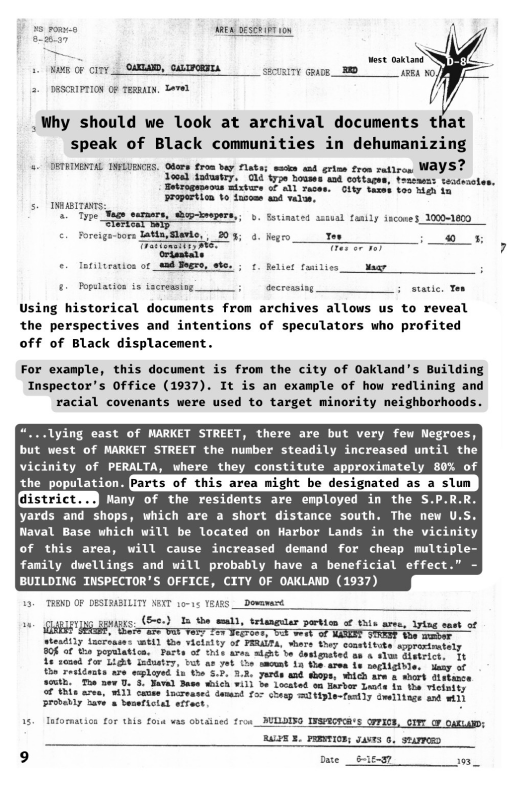 NS FORM-8
8-26-37
AREA DESCRIPTION
West Oakland
1. NAME OF CITY OAKLAND, CALIFORNIA SECURITY GRADE RED AREA NO. D-8
2. DESCRIPTION OF TERRAIN. Level
3
Why should we look at archival documents that
speak of Black communities in dehumanizing
ways?
4. DETRIMENTAL INFLUENCES. Odors from bay flats; smoke and grime from railroad
local industry. Old type houses and cottages, tenement tendencies.
Hetrogeneous mixture of all races. City taxes too high in
proportion to income and value.
5. INHABITANTS:
a. Type Wage earners, shop-keepers,; b. Estimated annual family income $ 1000-1800
clerical help
c. Foreign-born Latin, Slavic, ; 20 %; d. Negro Yes ; 40 %;
(Nationality) etc. (Yes or No)
Orientals
e. Infiltration of and Negro, etc. ; f. Relief families Many ;
g. Population is increasing ; decreasing ; static. Yes
Using historical documents from archives allows us to reveal
the perspectives and intentions of speculators who profited
off of Black displacement.
For example, this document is from the city of Oakland's Building
Inspector's Office (1937). It is an example of how redlining and
racial covenants were used to target minority neighborhoods.
"...lying east of MARKET STREET, there are but very few Negroes,
but west of MARKET STREET the number steadily increased until the
vicinity of PERALTA, where they constitute approximately 80% of
the population. Parts of this area might be designated as a slum
district... Many of the residents are employed in the S.P.R.R.
yards and shops, which are a short distance south. The new U.S.
Naval Base which will be located on Harbor Lands in the vicinity
of this area, will cause increased demand for cheap multiple-
family dwellings and will probably have a beneficial effect." –
BUILDING INSPECTOR'S OFFICE, CITY OF OAKLAND (1937)
13. TREND OF DESIRABILITY NEXT 10-15 YEARS Downward
14. CLARIFYING REMARKS: (5-c.) In the small, triangular portion of this area, lying east of
MARKET STREET, there are but very few Negroes, but west of MARKET STREET the number
steadily increases until the vicinity of PERALTA, where they constitute approximately
80% of the population. Parts of this area might be designated as a slum district. It
is zoned for Light Industry, but as yet the amount in the area is negligible. Many of
the residents are employed in the S.P. R.R. yards and shops, which are a short distance
south. The new U. S. Naval Base which will be located on Harbor Lands in the vicinity
of this area, will cause increased demand for cheap multiple-family dwellings and will
probably have a beneficial effect.
15. Information for this form was obtained from BUILDING INSPECTOR'S OFFICE, CITY OF OAKLAND;
RALPH E. PRENTICE; JAMES G. STAFFORD
9
Date 6-15-37 193